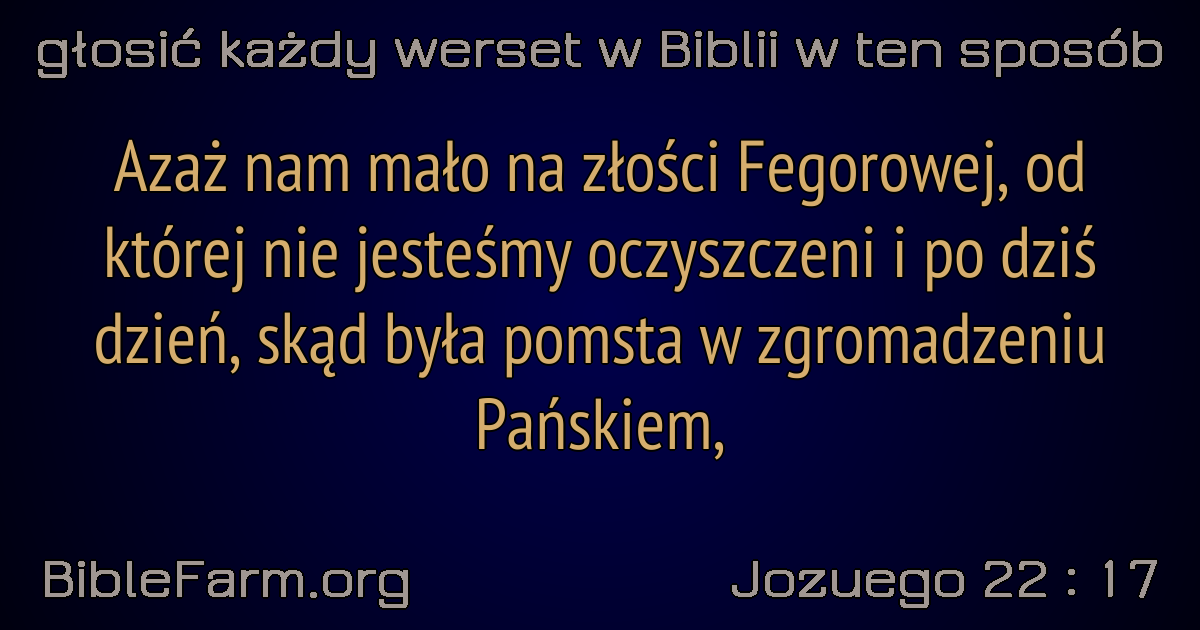 głosić każdy werset w Biblii w ten sposób
Azaż nam mało na złości Fegorowej, od
której nie jesteśmy oczyszczeni i po dziś
dzień, skąd była pomsta w zgromadzeniu
Pańskiem,
BibleFarm.org
Jozuego 22 : 17